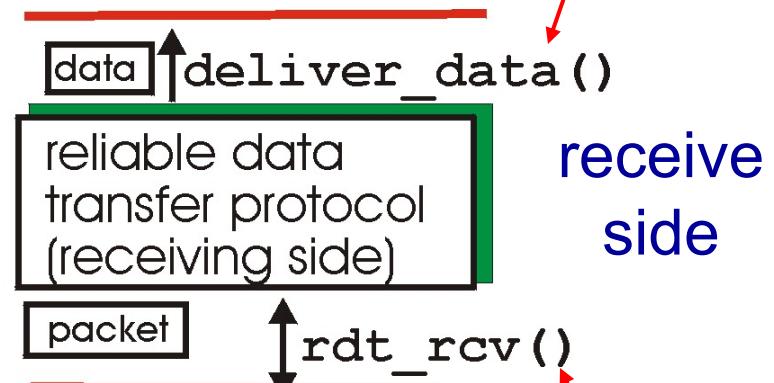 data deliver_data()
reliable data
transfer protocol
(receiving side)
receive
side
packet
rdt_rcv()